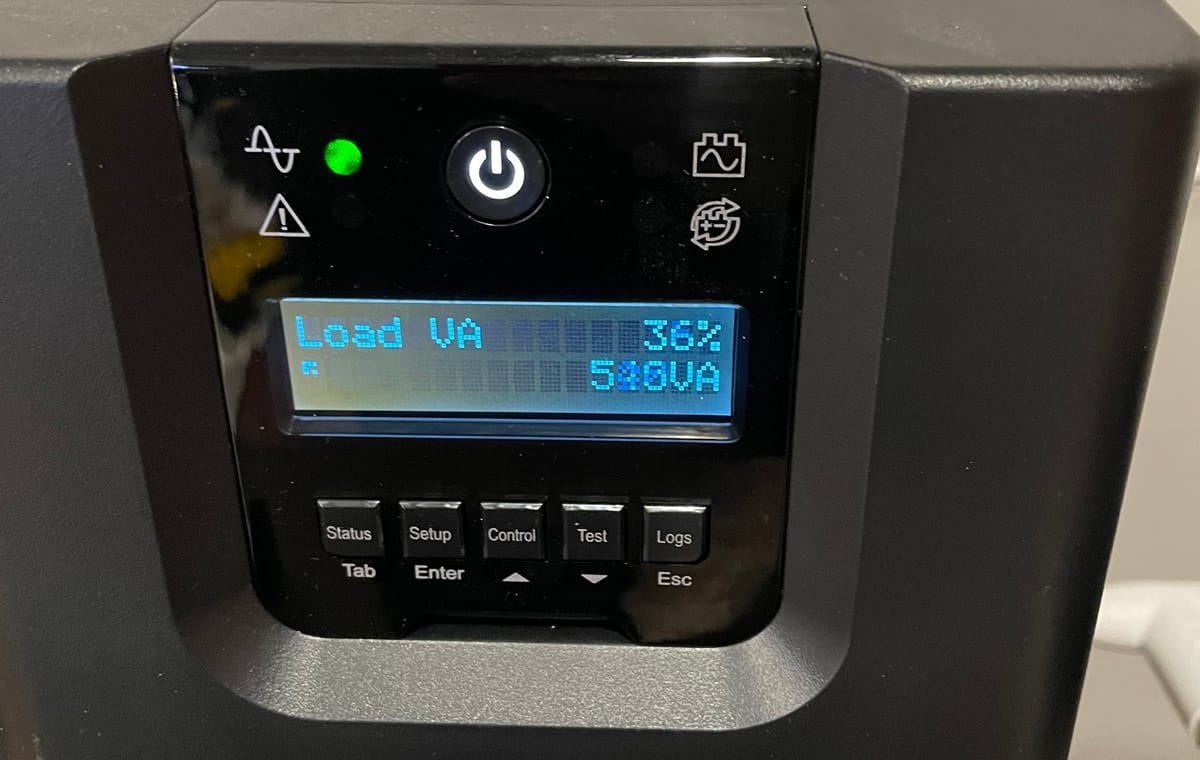 Load VA 36%
Status Setup Control Test Logs
Tab Enter Esc